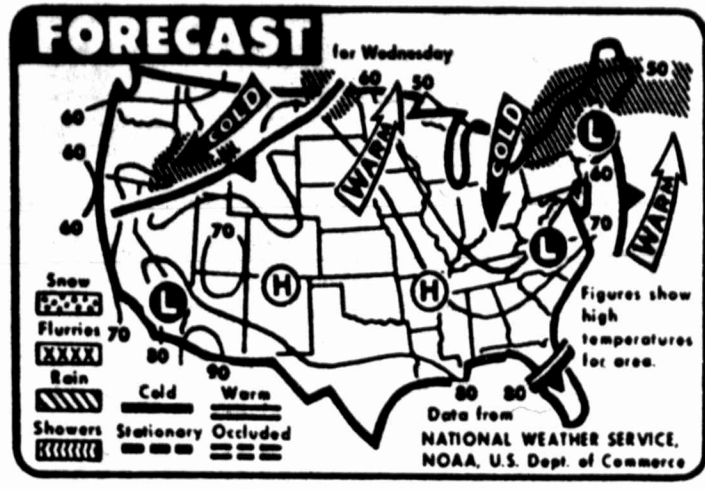 FORECAST
for Wednesday
60
50
50
60
COLD
COLD
L
60
WARM
60
WARM
60
70
70
L
Snow
H
H
L
Figures show
Flurries
70
high
80
temperatures
Rain
90
for area.
Cold
Warm
80
80
Showers
Stationary
Occluded
Data from
NATIONAL WEATHER SERVICE,
NOAA, U.S. Dept. of Commerce